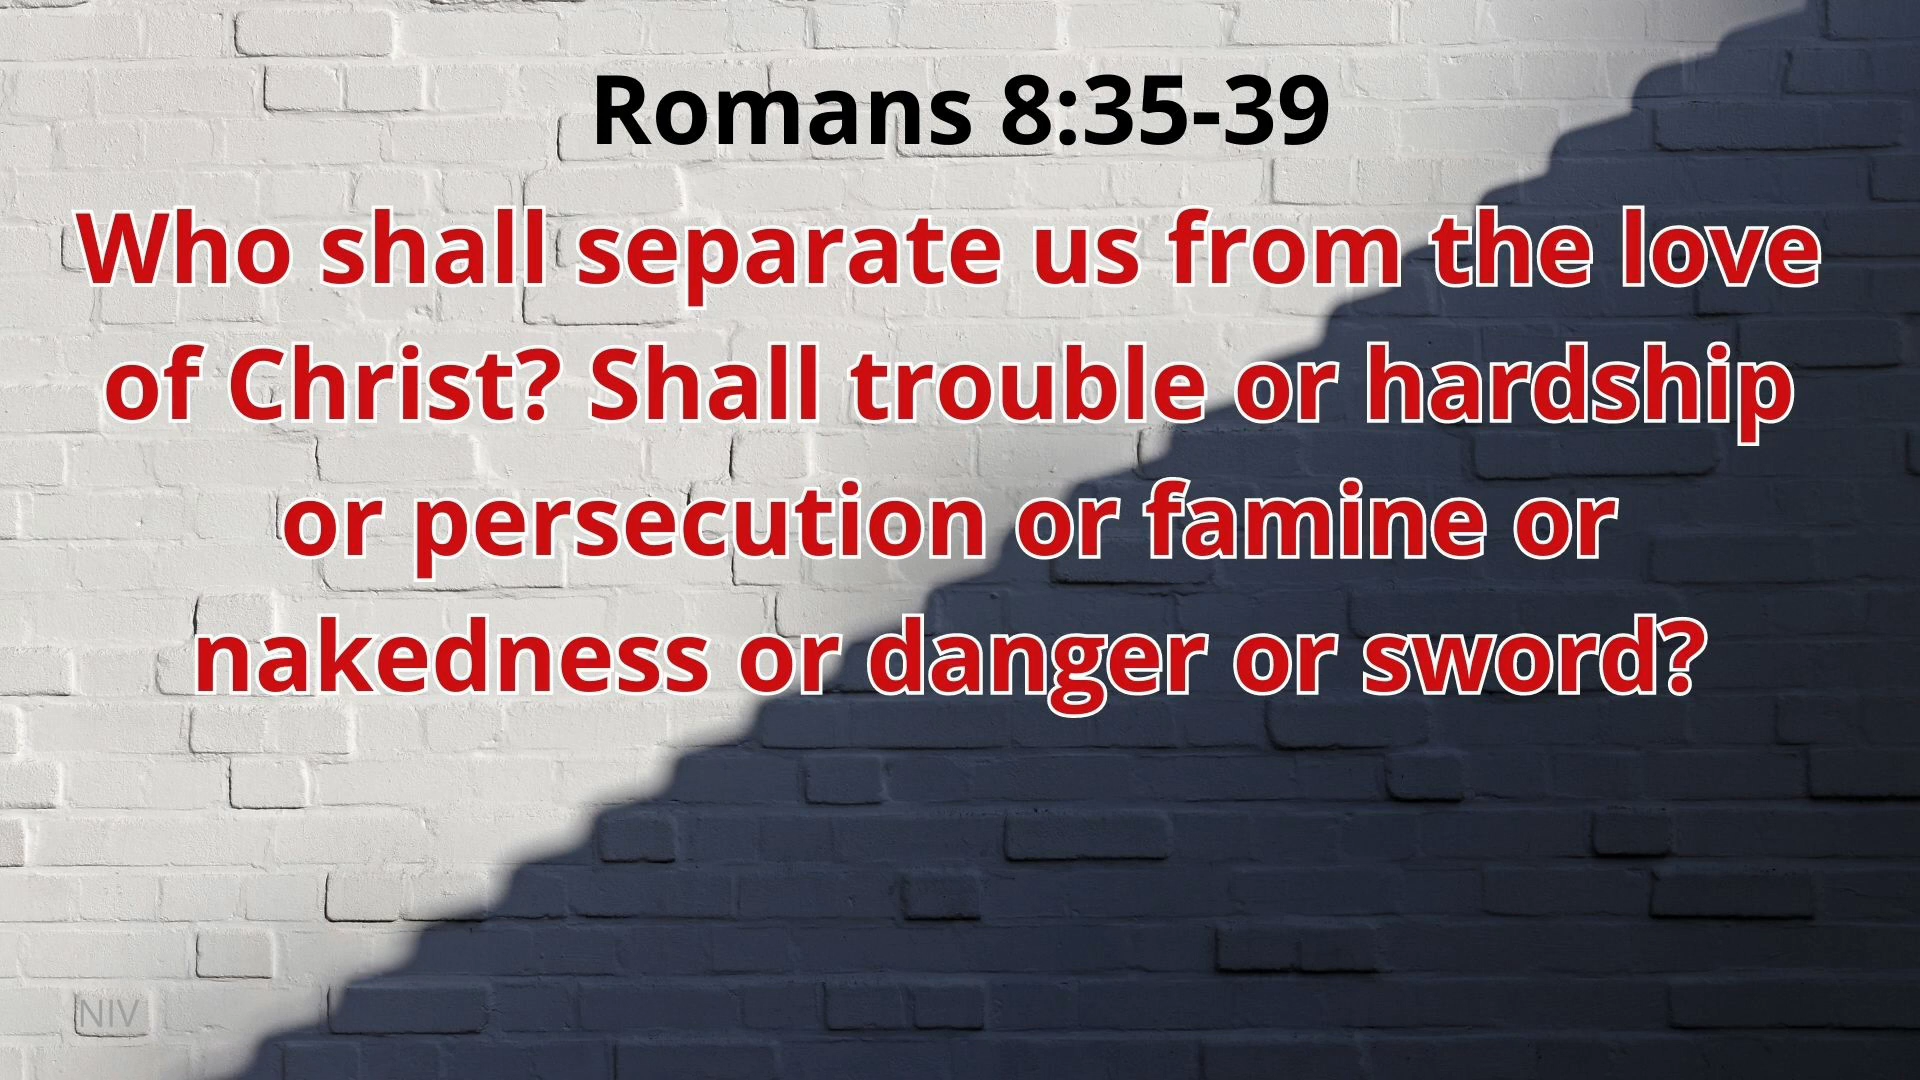 Romans 8:35-39
Who shall separate us from the love
of Christ? Shall trouble or hardship
or persecution or famine or
nakedness or danger or sword?
NIV